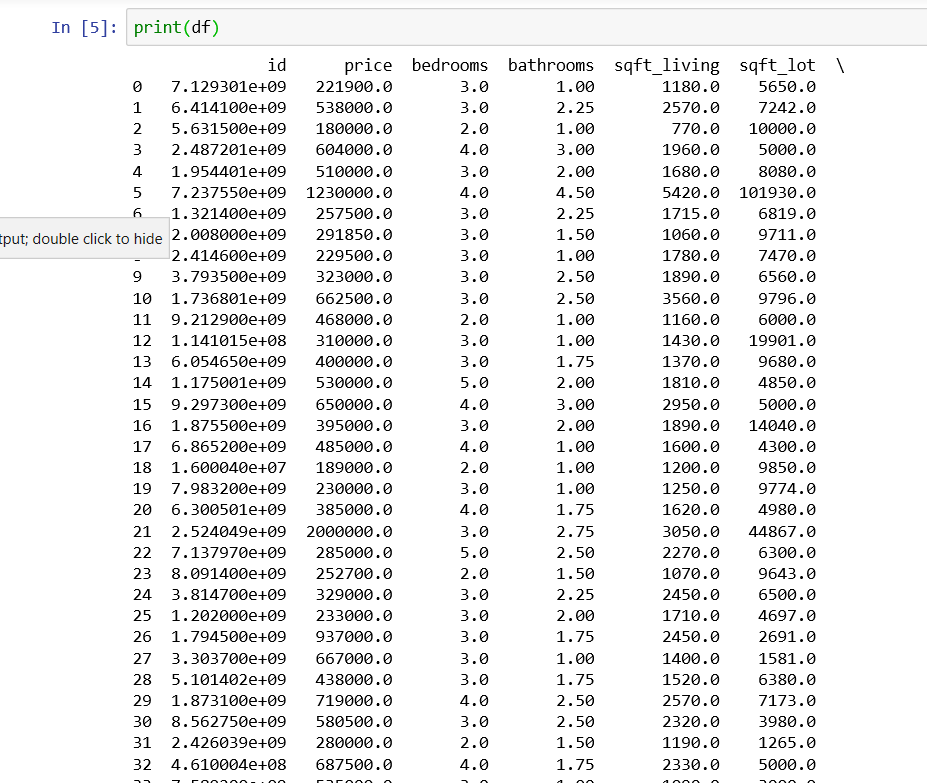 In [5]: print(df)
id price bedrooms bathrooms sqft_living sqft_lot \
0 7.129301e+09 221900.0 3.0 1.00 1180.0 5650.0
1 6.414100e+09 538000.0 3.0 2.25 2570.0 7242.0
2 5.631500e+09 180000.0 2.0 1.00 770.0 10000.0
3 2.487201e+09 604000.0 4.0 3.00 1960.0 5000.0
4 1.954401e+09 510000.0 3.0 2.00 1680.0 8080.0
5 7.237550e+09 1230000.0 4.0 4.50 5420.0 101930.0
6 1.321400e+09 257500.0 3.0 2.25 1715.0 6819.0
tput; double click to hide 2.008000e+09 291850.0 3.0 1.50 1060.0 9711.0
2.414600e+09 229500.0 3.0 1.00 1780.0 7470.0
9 3.793500e+09 323000.0 3.0 2.50 1890.0 6560.0
10 1.736801e+09 662500.0 3.0 2.50 3560.0 9796.0
11 9.212900e+09 468000.0 2.0 1.00 1160.0 6000.0
12 1.141015e+08 310000.0 3.0 1.00 1430.0 19901.0
13 6.054650e+09 400000.0 3.0 1.75 1370.0 9680.0
14 1.175001e+09 530000.0 5.0 2.00 1810.0 4850.0
15 9.297300e+09 650000.0 4.0 3.00 2950.0 5000.0
16 1.875500e+09 395000.0 3.0 2.00 1890.0 14040.0
17 6.865200e+09 485000.0 4.0 1.00 1600.0 4300.0
18 1.600040e+07 189000.0 2.0 1.00 1200.0 9850.0
19 7.983200e+09 230000.0 3.0 1.00 1250.0 9774.0
20 6.300501e+09 385000.0 4.0 1.75 1620.0 4980.0
21 2.524049e+09 2000000.0 3.0 2.75 3050.0 44867.0
22 7.137970e+09 285000.0 5.0 2.50 2270.0 6300.0
23 8.091400e+09 252700.0 2.0 1.50 1070.0 9643.0
24 3.814700e+09 329000.0 3.0 2.25 2450.0 6500.0
25 1.202000e+09 233000.0 3.0 2.00 1710.0 4697.0
26 1.794500e+09 937000.0 3.0 1.75 2450.0 2691.0
27 3.303700e+09 667000.0 3.0 1.00 1400.0 1581.0
28 5.101402e+09 438000.0 3.0 1.75 1520.0 6380.0
29 1.873100e+09 719000.0 4.0 2.50 2570.0 7173.0
30 8.562750e+09 580500.0 3.0 2.50 2320.0 3980.0
31 2.426039e+09 280000.0 2.0 1.50 1190.0 1265.0
32 4.610004e+08 687500.0 4.0 1.75 2330.0 5000.0